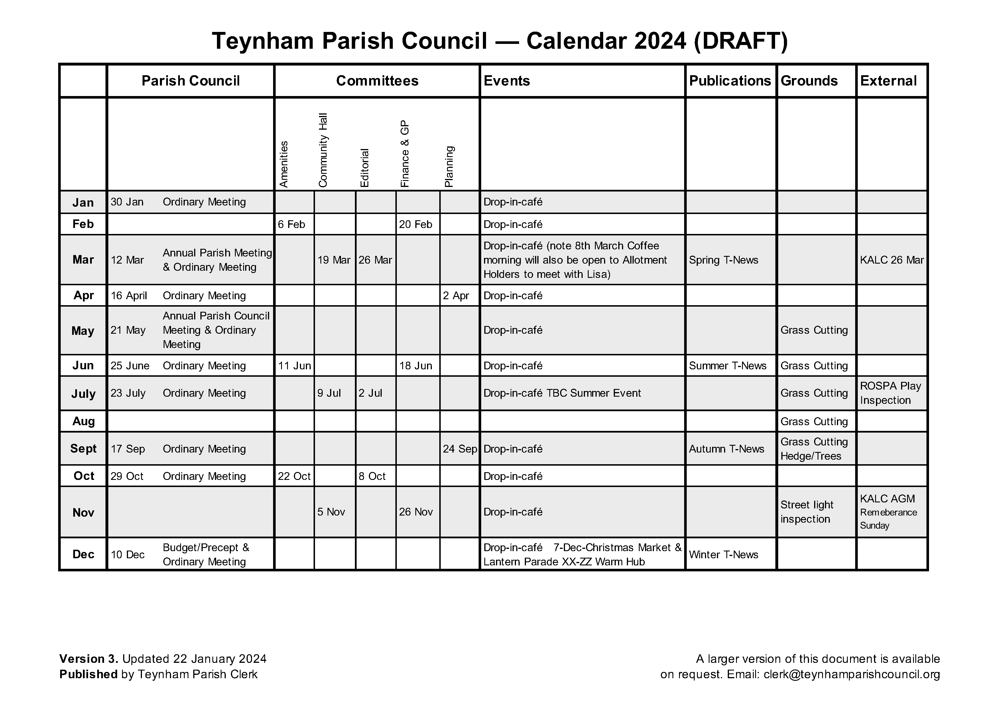 Teynham Parish Council — Calendar 2024 (DRAFT)
Parish Council Committees Events Publications Grounds External
Amenities
Community Hall
Editorial
Finance & GP
Planning
Jan 30 Jan Ordinary Meeting Drop-in-café
Feb 6 Feb 20 Feb Drop-in-café
Mar 12 Mar Annual Parish Meeting
& Ordinary Meeting
19 Mar 26 Mar
Drop-in-café (note 8th March Coffee
morning will also be open to Allotment
Holders to meet with Lisa)
Spring T-News KALC 26 Mar
Apr 16 April Ordinary Meeting 2 Apr Drop-in-café
May 21 May Annual Parish Council
Meeting & Ordinary
Meeting
Drop-in-café Grass Cutting
Jun 25 June Ordinary Meeting 11 Jun 18 Jun Drop-in-café Summer T-News Grass Cutting
July 23 July Ordinary Meeting 9 Jul 2 Jul Drop-in-café TBC Summer Event Grass Cutting ROSPA Play
Inspection
Aug Grass Cutting
Sept 17 Sep Ordinary Meeting 24 Sep Drop-in-café Autumn T-News Grass Cutting
Hedge/Trees
Oct 29 Oct Ordinary Meeting 22 Oct 8 Oct Drop-in-café
Nov 5 Nov 26 Nov Drop-in-café Street light
inspection
KALC AGM
Remeberance
Sunday
Dec 10 Dec Budget/Precept &
Ordinary Meeting
Drop-in-café 7-Dec-Christmas Market &
Lantern Parade XX-ZZ Warm Hub
Winter T-News
Version 3. Updated 22 January 2024
Published by Teynham Parish Clerk
A larger version of this document is available
on request. Email: clerk@teynhamparishcouncil.org